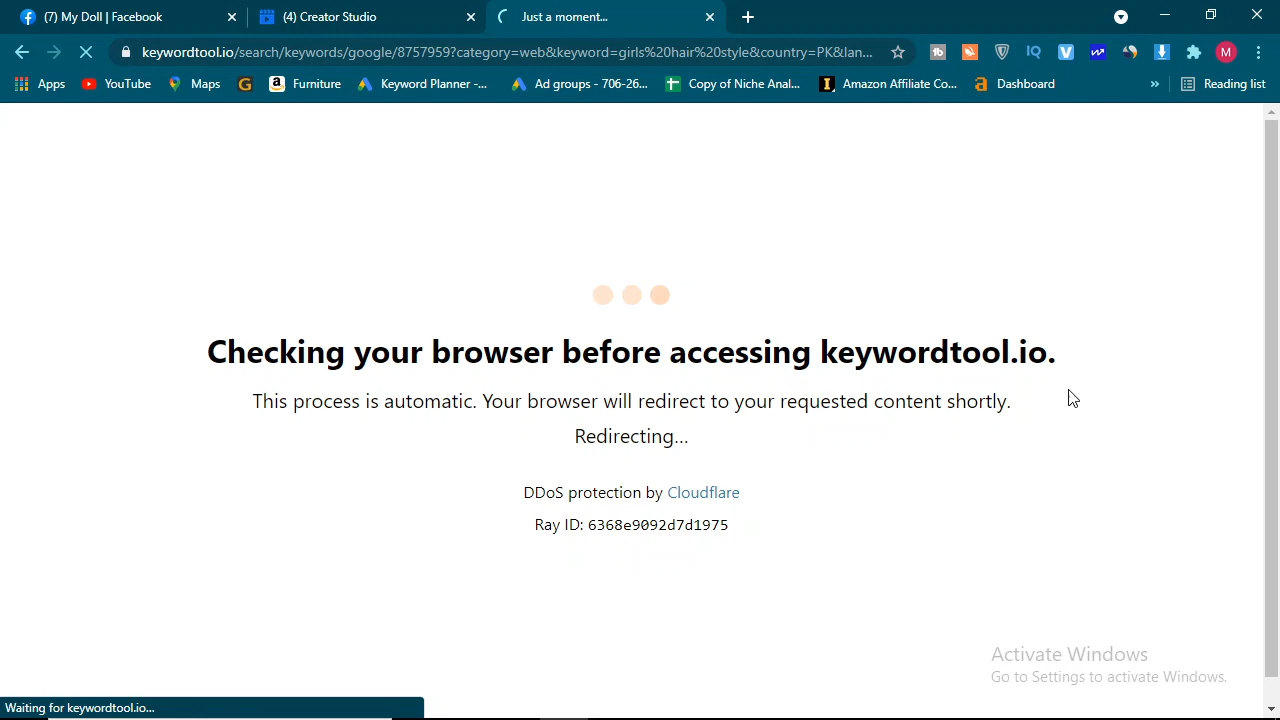 (7) My Doll | Facebook
(4) Creator Studio
Just a moment...
keywordtool.io/search/keywords/google/8757959?category=web&keyword=girls%20hair%20style&country=PK&lan...
Apps
YouTube
Maps
Furniture
Keyword Planner -...
Ad groups - 706-26...
Copy of Niche Anal...
Amazon Affiliate Co...
Dashboard
»
Reading list
Checking your browser before accessing keywordtool.io.
This process is automatic. Your browser will redirect to your requested content shortly.
Redirecting...
DDoS protection by Cloudflare
Ray ID: 6368e9092d7d1975
Activate Windows
Go to Settings to activate Windows.
Waiting for keywordtool.io...